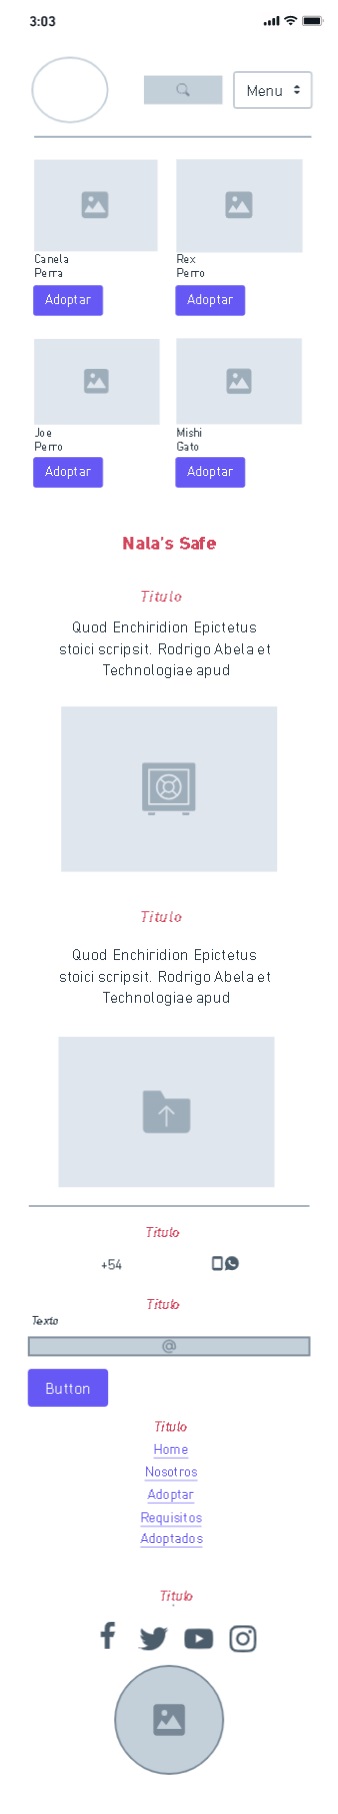 3:03
Menu
Canela
Perra
Adoptar
Rex
Perro
Adoptar
Joe
Perro
Adoptar
Mishi
Gato
Adoptar
Nala's Safe
Titulo
Quod Enchiridion Epictetus
stoici scripsit. Rodrigo Abela et
Technologiae apud
Titulo
Quod Enchiridion Epictetus
stoici scripsit. Rodrigo Abela et
Technologiae apud
Titulo
+54
Titulo
Texto
@
Button
Titulo
Home
Nosotros
Adoptar
Requisitos
Adoptados
Titulo